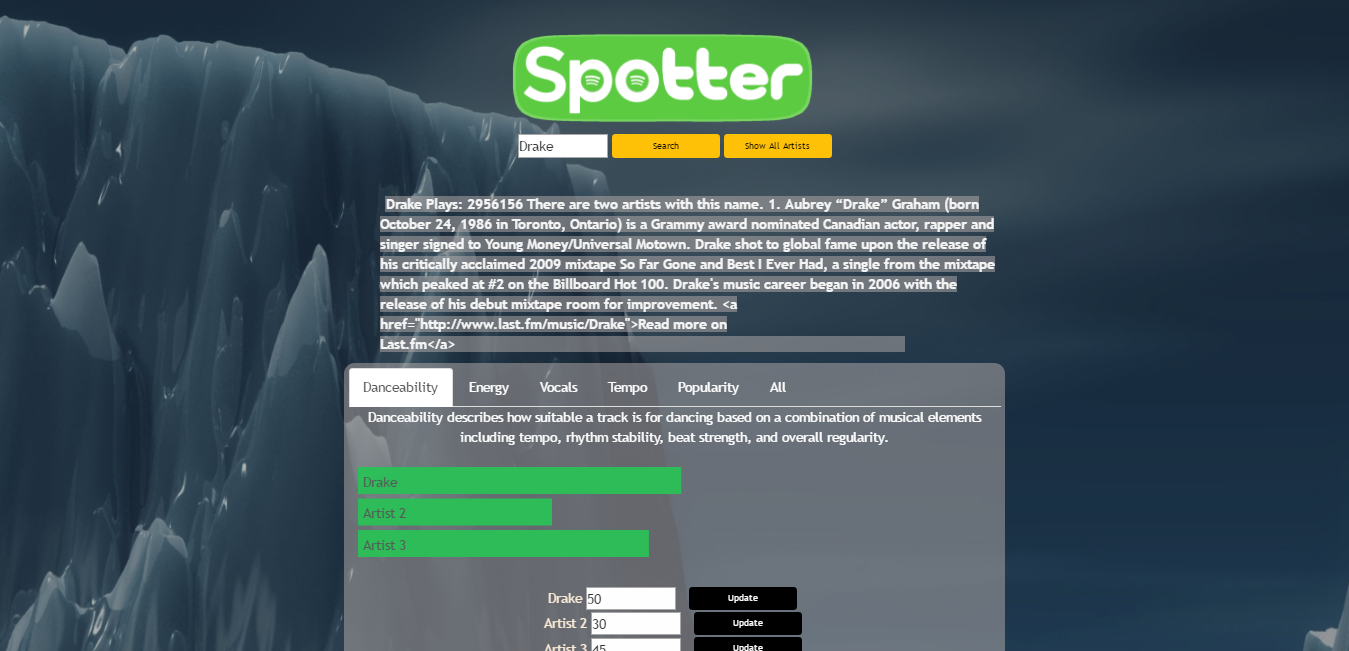 Spotter
Drake Search Show All Artists
Drake Plays: 2956156 There are two artists with this name. 1. Aubrey “Drake” Graham (born
October 24, 1986 in Toronto, Ontario) is a Grammy award nominated Canadian actor, rapper and
singer signed to Young Money/Universal Motown. Drake shot to global fame upon the release of
his critically acclaimed 2009 mixtape So Far Gone and Best I Ever Had, a single from the mixtape
which peaked at #2 on the Billboard Hot 100. Drake's music career began in 2006 with the
release of his debut mixtape room for improvement. <a
href="http://www.last.fm/music/Drake">Read more on
Last.fm</a>
Danceability Energy Vocals Tempo Popularity All
Danceability describes how suitable a track is for dancing based on a combination of musical elements
including tempo, rhythm stability, beat strength, and overall regularity.
Drake
Artist 2
Artist 3
Drake 50 Update
Artist 2 30 Update
Artist 3 45 Update